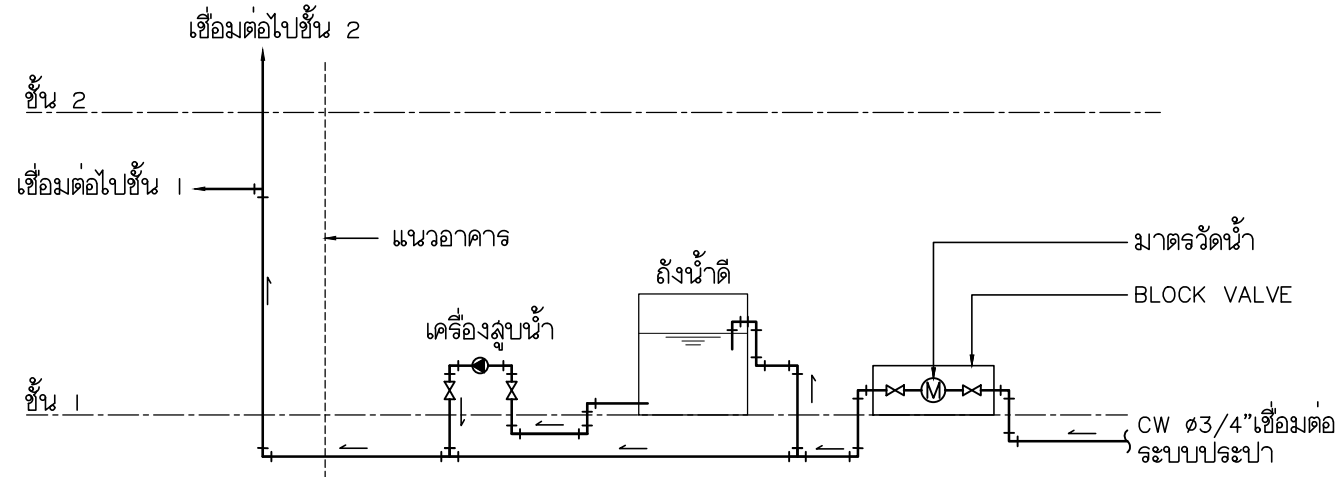 เชื่อมต่อไปชั้น 2
ชั้น 2
เชื่อมต่อไปชั้น 1
แนวอาคาร
มาตรวัดน้ำ
ถังน้ำดี
BLOCK VALVE
เครื่องสูบน้ำ
M
ชั้น 1
CW ø3/4"เชื่อมต่อ
ระบบประปา